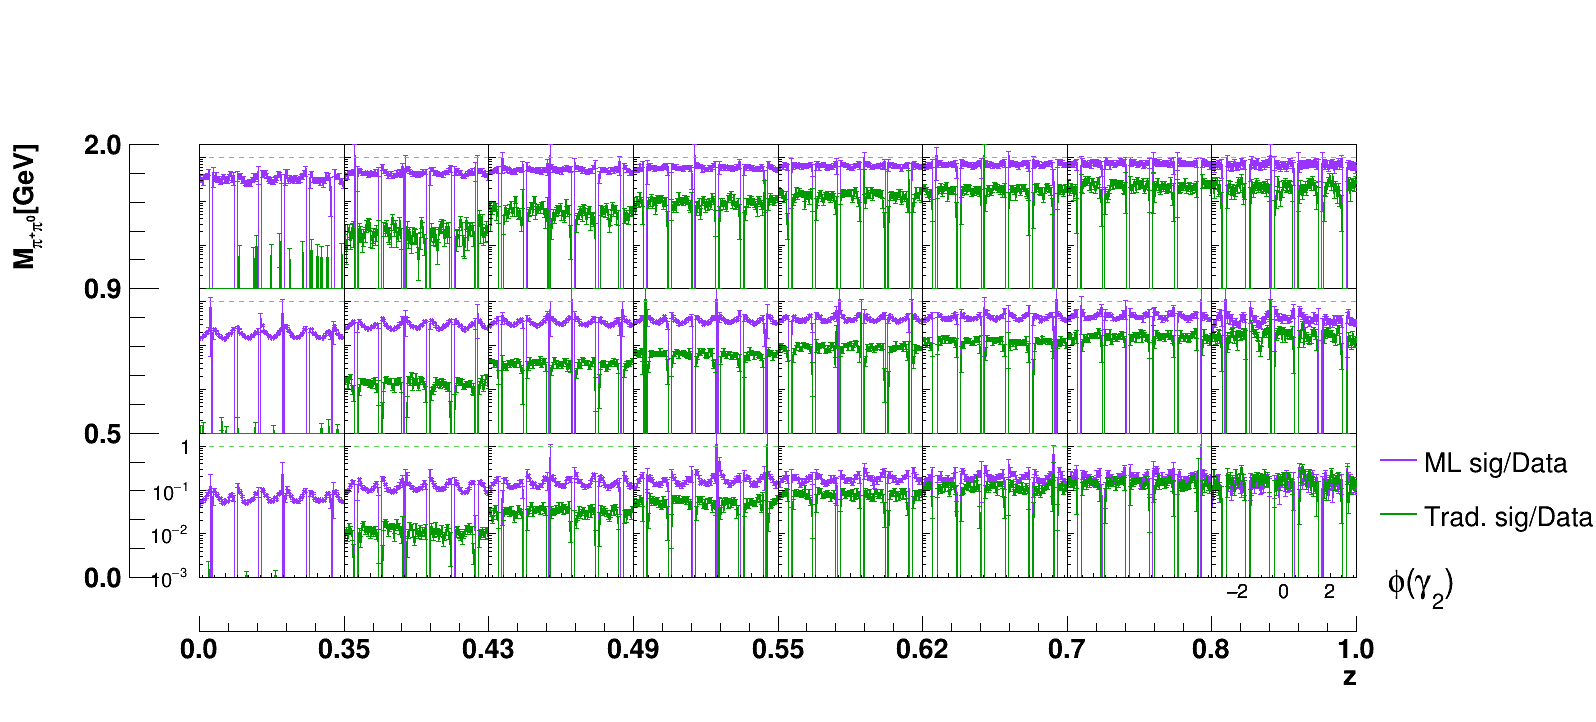 M_{π⁺π⁰}[GeV]
2.0
0.9
0.5
0.0
1
10⁻¹
10⁻²
10⁻³
ML sig/Data
Trad. sig/Data
−2 0 2
ϕ(γ₂)
0.0 0.35 0.43 0.49 0.55 0.62 0.7 0.8 1.0
z